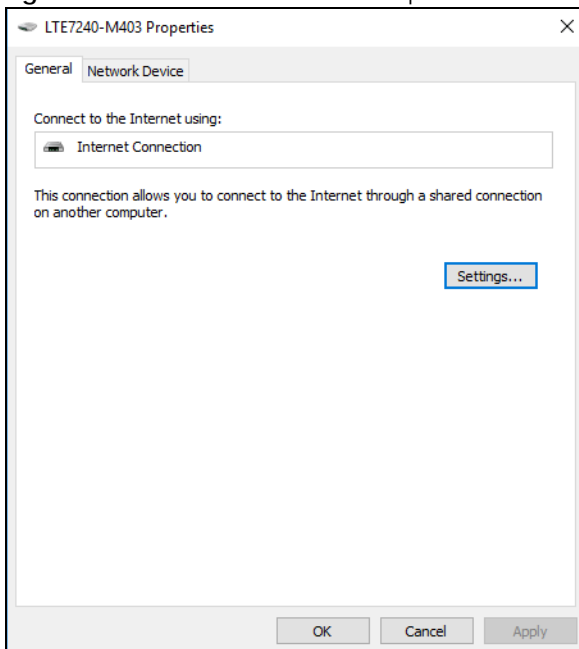 LTE7240-M403 Properties
General Network Device
Connect to the Internet using:
Internet Connection
This connection allows you to connect to the Internet through a shared connection
on another computer.
Settings...
OK Cancel Apply